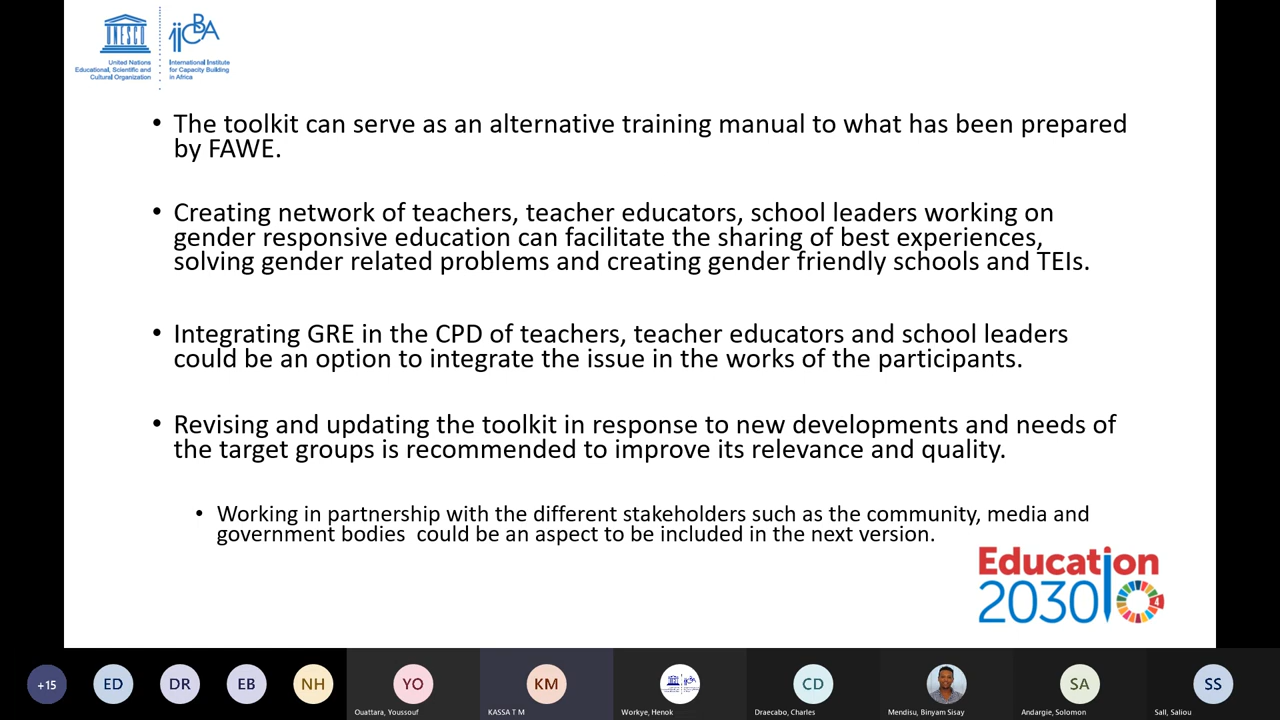 UNESCO
iicBA
United Nations
Educational, Scientific and
Cultural Organization
International Institute
for Capacity Building
in Africa
• The toolkit can serve as an alternative training manual to what has been prepared
by FAWE.
• Creating network of teachers, teacher educators, school leaders working on
gender responsive education can facilitate the sharing of best experiences,
solving gender related problems and creating gender friendly schools and TEIs.
• Integrating GRE in the CPD of teachers, teacher educators and school leaders
could be an option to integrate the issue in the works of the participants.
• Revising and updating the toolkit in response to new developments and needs of
the target groups is recommended to improve its relevance and quality.
• Working in partnership with the different stakeholders such as the community, media and
government bodies  could be an aspect to be included in the next version.
Education
2030
4
+15
ED
DR
EB
NH
YO
Ouattara, Youssouf
KM
KASSA T M
Workye, Henok
CD
Draecabo, Charles
Mendisu, Binyam Sisay
SA
Andargie, Solomon
SS
Sall, Saliou